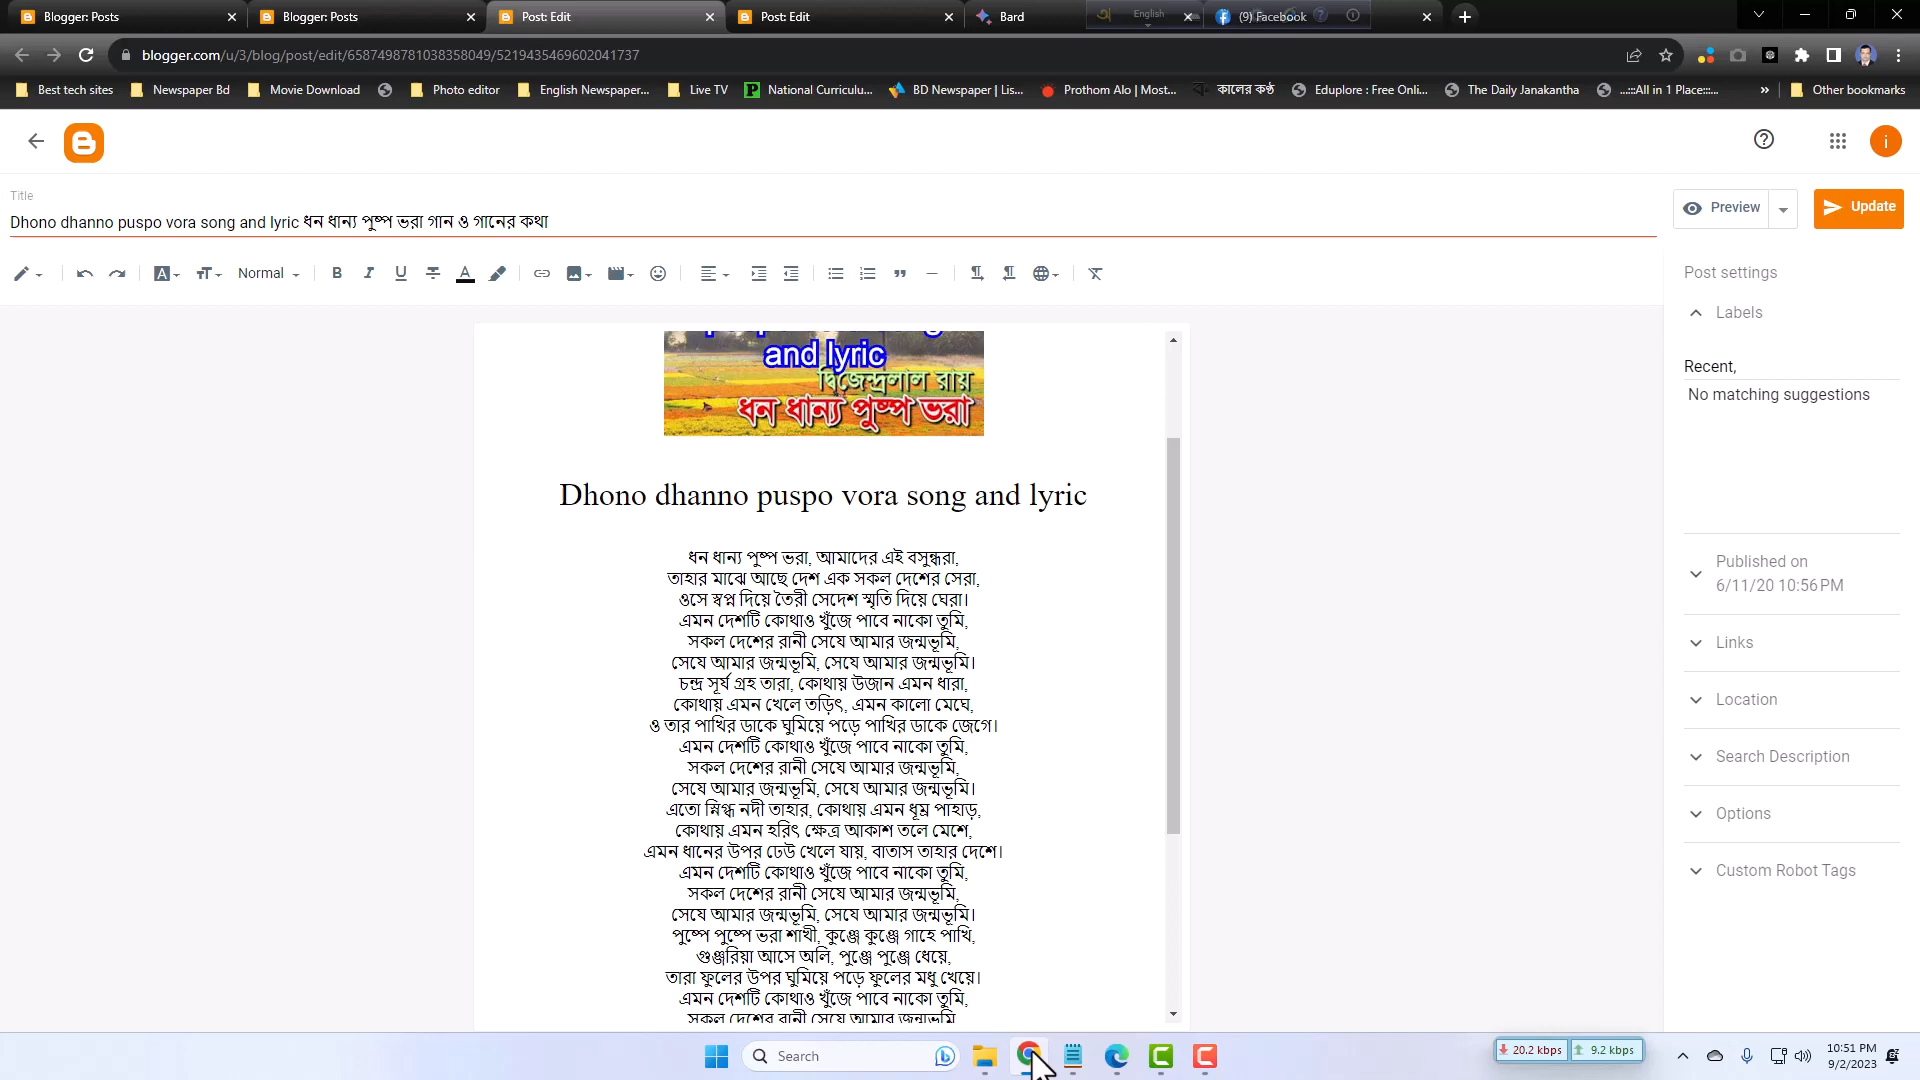 Blogger: Posts
Blogger: Posts
Post: Edit
Post: Edit
Bard
English
(9) Facebook
blogger.com/u/3/blog/post/edit/6587498781038358049/5219435469602041737
Best tech sites
Newspaper Bd
Movie Download
Photo editor
English Newspaper...
Live TV
National Curriculu...
BD Newspaper | Lis...
Prothom Alo | Most...
কালের কণ্ঠ
Eduplore : Free Onli...
The Daily Janakantha
..:::All in 1 Place:::...
»
Other bookmarks
i
Title
Dhono dhanno puspo vora song and lyric ধন ধান্য পুষ্প ভরা গান ও গানের কথা
Preview
Update
Normal
Post settings
Labels
Recent,
No matching suggestions
and lyric
দ্বিজেন্দ্রলাল রায়
ধন ধান্য পুষ্প ভরা
Dhono dhanno puspo vora song and lyric
ধন ধান্য পুষ্প ভরা, আমাদের এই বসুন্ধরা,
তাহার মাঝে আছে দেশ এক সকল দেশের সেরা,
ওসে স্বপ্ন দিয়ে তৈরী সেদেশ স্মৃতি দিয়ে ঘেরা।
এমন দেশটি কোথাও খুঁজে পাবে নাকো তুমি,
সকল দেশের রানী সেযে আমার জন্মভূমি,
সেযে আমার জন্মভূমি, সেযে আমার জন্মভূমি।
চন্দ্র সূর্য গ্রহ তারা, কোথায় উজান এমন ধারা,
কোথায় এমন খেলে তড়িৎ, এমন কালো মেঘে,
ও তার পাখির ডাকে ঘুমিয়ে পড়ে পাখির ডাকে জেগে।
এমন দেশটি কোথাও খুঁজে পাবে নাকো তুমি,
সকল দেশের রানী সেযে আমার জন্মভূমি,
সেযে আমার জন্মভূমি, সেযে আমার জন্মভূমি।
এতো স্নিগ্ধ নদী তাহার, কোথায় এমন ধূম্র পাহাড়,
কোথায় এমন হরিৎ ক্ষেত্র আকাশ তলে মেশে,
এমন ধানের উপর ঢেউ খেলে যায়, বাতাস তাহার দেশে।
এমন দেশটি কোথাও খুঁজে পাবে নাকো তুমি,
সকল দেশের রানী সেযে আমার জন্মভূমি,
সেযে আমার জন্মভূমি, সেযে আমার জন্মভূমি।
পুষ্পে পুষ্পে ভরা শাখী, কুঞ্জে কুঞ্জে গাহে পাখি,
গুঞ্জরিয়া আসে অলি, পুঞ্জে পুঞ্জে ধেয়ে,
তারা ফুলের উপর ঘুমিয়ে পড়ে ফুলের মধু খেয়ে।
এমন দেশটি কোথাও খুঁজে পাবে নাকো তুমি,
সকল দেশের রানী সেযে আমার জন্মভূমি
Published on
6/11/20 10:56 PM
Links
Location
Search Description
Options
Custom Robot Tags
Search
20.2 kbps
9.2 kbps
10:51 PM
9/2/2023